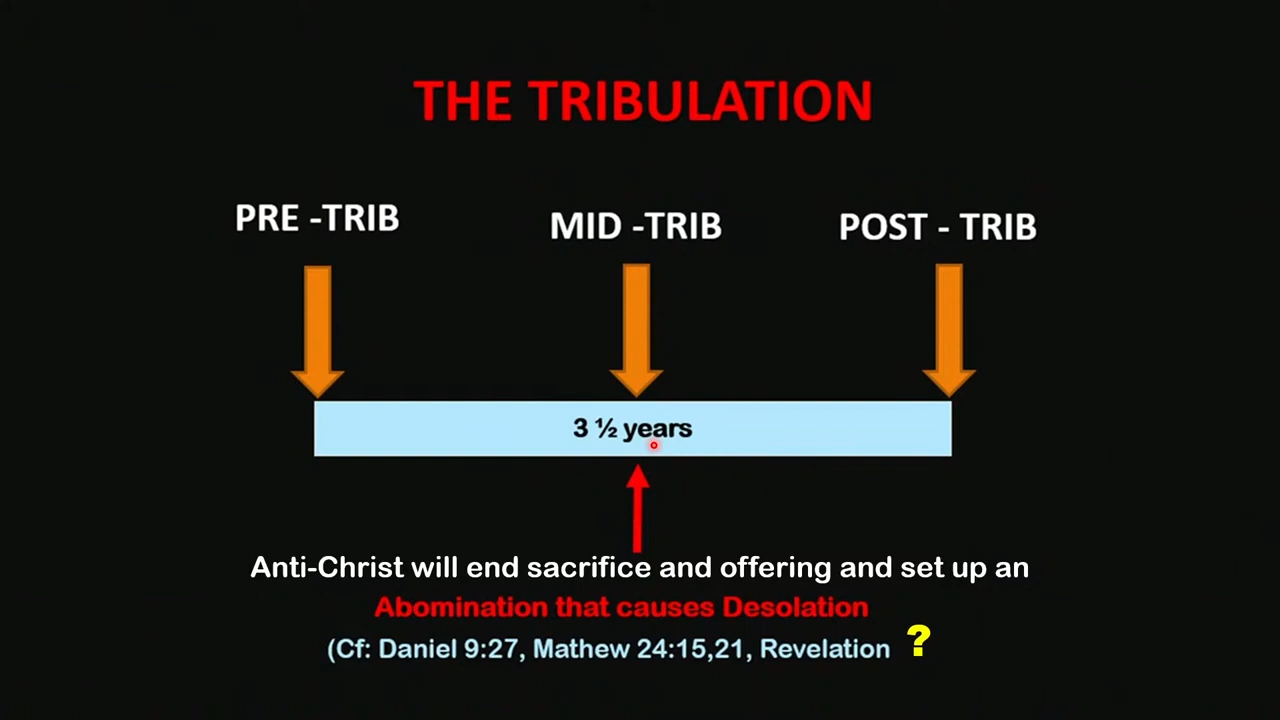 THE TRIBULATION
PRE -TRIB
MID -TRIB
POST - TRIB
3 ½ years
Anti-Christ will end sacrifice and offering and set up an
Abomination that causes Desolation
(Cf: Daniel 9:27, Mathew 24:15,21, Revelation ?